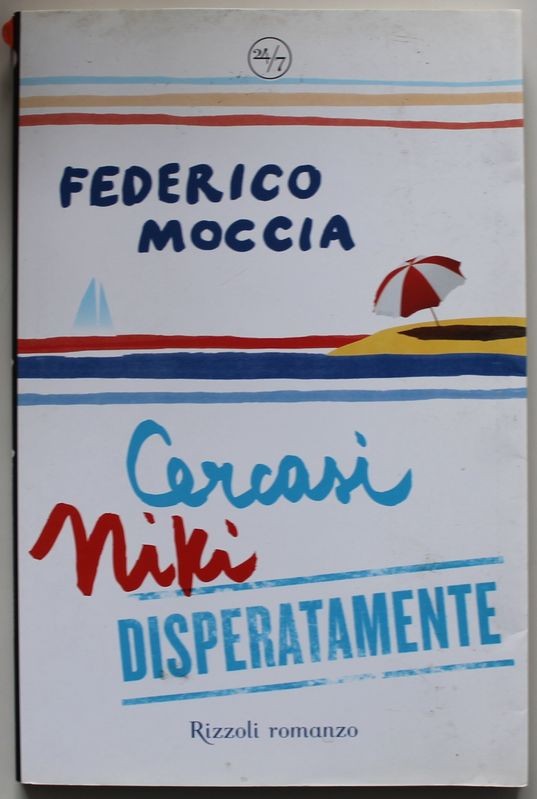 24/7
FEDERICO
MOCCIA
Cercasi
Niki
DISPERATAMENTE
Rizzoli romanzo